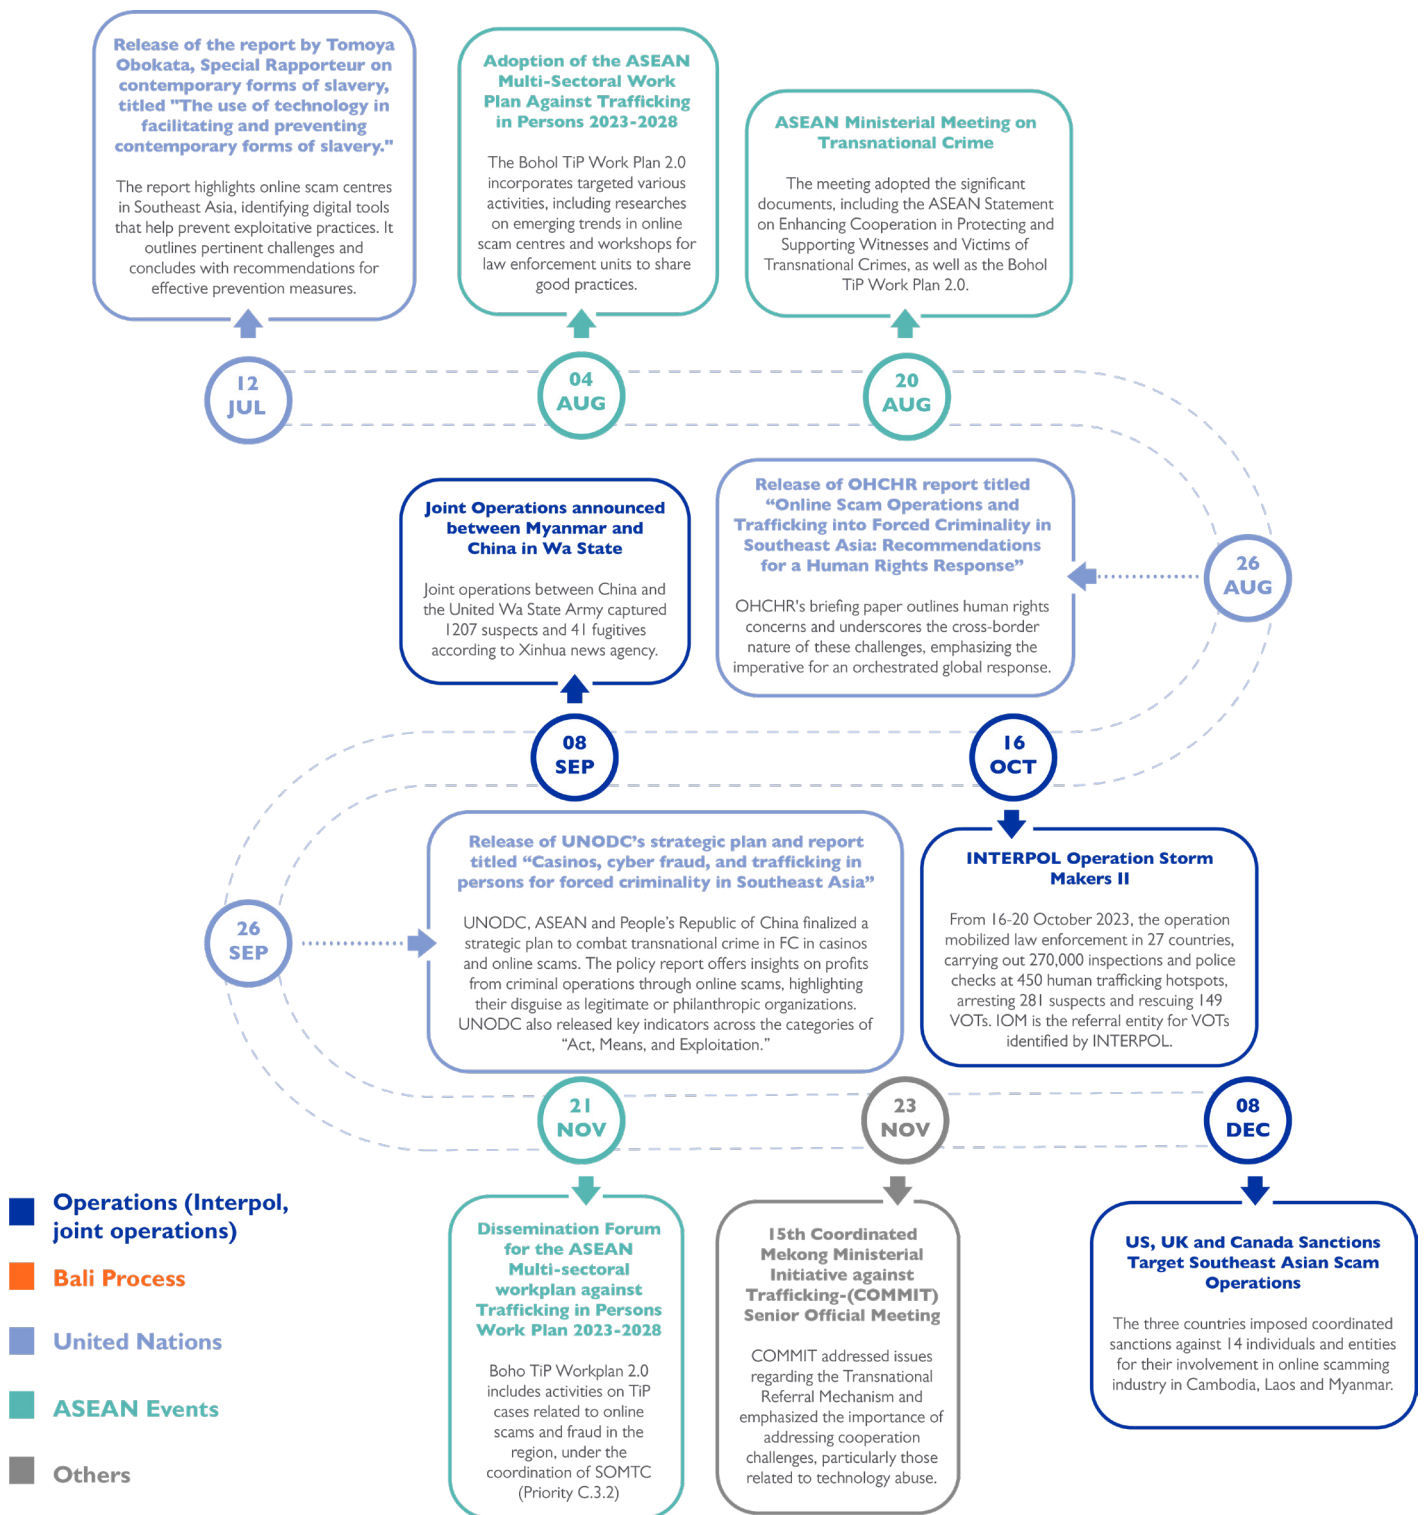 Release of the report by Tomoya
Obokata, Special Rapporteur on
contemporary forms of slavery,
titled "The use of technology in
facilitating and preventing
contemporary forms of slavery."
The report highlights online scam centres
in Southeast Asia, identifying digital tools
that help prevent exploitative practices. It
outlines pertinent challenges and
concludes with recommendations for
effective prevention measures.
12
JUL
Adoption of the ASEAN
Multi-Sectoral Work
Plan Against Trafficking
in Persons 2023-2028
The Bohol TiP Work Plan 2.0
incorporates targeted various
activities, including researches
on emerging trends in online
scam centres and workshops for
law enforcement units to share
good practices.
04
AUG
ASEAN Ministerial Meeting on
Transnational Crime
The meeting adopted the significant
documents, including the ASEAN Statement
on Enhancing Cooperation in Protecting and
Supporting Witnesses and Victims of
Transnational Crimes, as well as the Bohol
TiP Work Plan 2.0.
20
AUG
Release of OHCHR report titled
“Online Scam Operations and
Trafficking into Forced Criminality in
Southeast Asia: Recommendations
for a Human Rights Response”
OHCHR's briefing paper outlines human rights
concerns and underscores the cross-border
nature of these challenges, emphasizing the
imperative for an orchestrated global response.
26
AUG
Joint Operations announced
between Myanmar and
China in Wa State
Joint operations between China and
the United Wa State Army captured
1207 suspects and 41 fugitives
according to Xinhua news agency.
08
SEP
16
OCT
INTERPOL Operation Storm
Makers II
From 16-20 October 2023, the operation
mobilized law enforcement in 27 countries,
carrying out 270,000 inspections and police
checks at 450 human trafficking hotspots,
arresting 281 suspects and rescuing 149
VOTs. IOM is the referral entity for VOTs
identified by INTERPOL.
26
SEP
Release of UNODC’s strategic plan and report
titled “Casinos, cyber fraud, and trafficking in
persons for forced criminality in Southeast Asia”
UNODC, ASEAN and People’s Republic of China finalized a
strategic plan to combat transnational crime in FC in casinos
and online scams. The policy report offers insights on profits
from criminal operations through online scams, highlighting
their disguise as legitimate or philanthropic organizations.
UNODC also released key indicators across the categories of
“Act, Means, and Exploitation.”
21
NOV
Dissemination Forum
for the ASEAN
Multi-sectoral
workplan against
Trafficking in Persons
Work Plan 2023-2028
Boho TiP Workplan 2.0
includes activities on TiP
cases related to online
scams and fraud in the
region, under the
coordination of SOMTC
(Priority C.3.2)
23
NOV
15th Coordinated
Mekong Ministerial
Initiative against
Trafficking-(COMMIT)
Senior Official Meeting
COMMIT addressed issues
regarding the Transnational
Referral Mechanism and
emphasized the importance of
addressing cooperation
challenges, particularly those
related to technology abuse.
08
DEC
US, UK and Canada Sanctions
Target Southeast Asian Scam
Operations
The three countries imposed coordinated
sanctions against 14 individuals and entities
for their involvement in online scamming
industry in Cambodia, Laos and Myanmar.
Operations (Interpol,
joint operations)
Bali Process
United Nations
ASEAN Events
Others